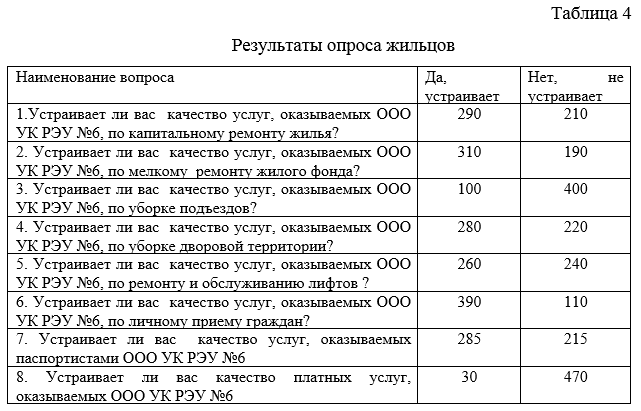 Таблица 4
Результаты опроса жильцов
Наименование вопроса
Да, устраивает
Нет, не устраивает
1.Устраивает ли вас качество услуг, оказываемых ООО
УК РЭУ №6, по капитальному ремонту жилья?
290
210
2. Устраивает ли вас качество услуг, оказываемых ООО
УК РЭУ №6, по мелкому ремонту жилого фонда?
310
190
3. Устраивает ли вас качество услуг, оказываемых ООО
УК РЭУ №6, по уборке подъездов?
100
400
4. Устраивает ли вас качество услуг, оказываемых ООО
УК РЭУ №6, по уборке дворовой территории?
280
220
5. Устраивает ли вас качество услуг, оказываемых ООО
УК РЭУ №6, по ремонту и обслуживанию лифтов ?
260
240
6. Устраивает ли вас качество услуг, оказываемых ООО
УК РЭУ №6, по личному приему граждан?
390
110
7. Устраивает ли вас качество услуг, оказываемых
паспортистами ООО УК РЭУ №6
285
215
8. Устраивает ли вас качество платных услуг,
оказываемых ООО УК РЭУ №6
30
470